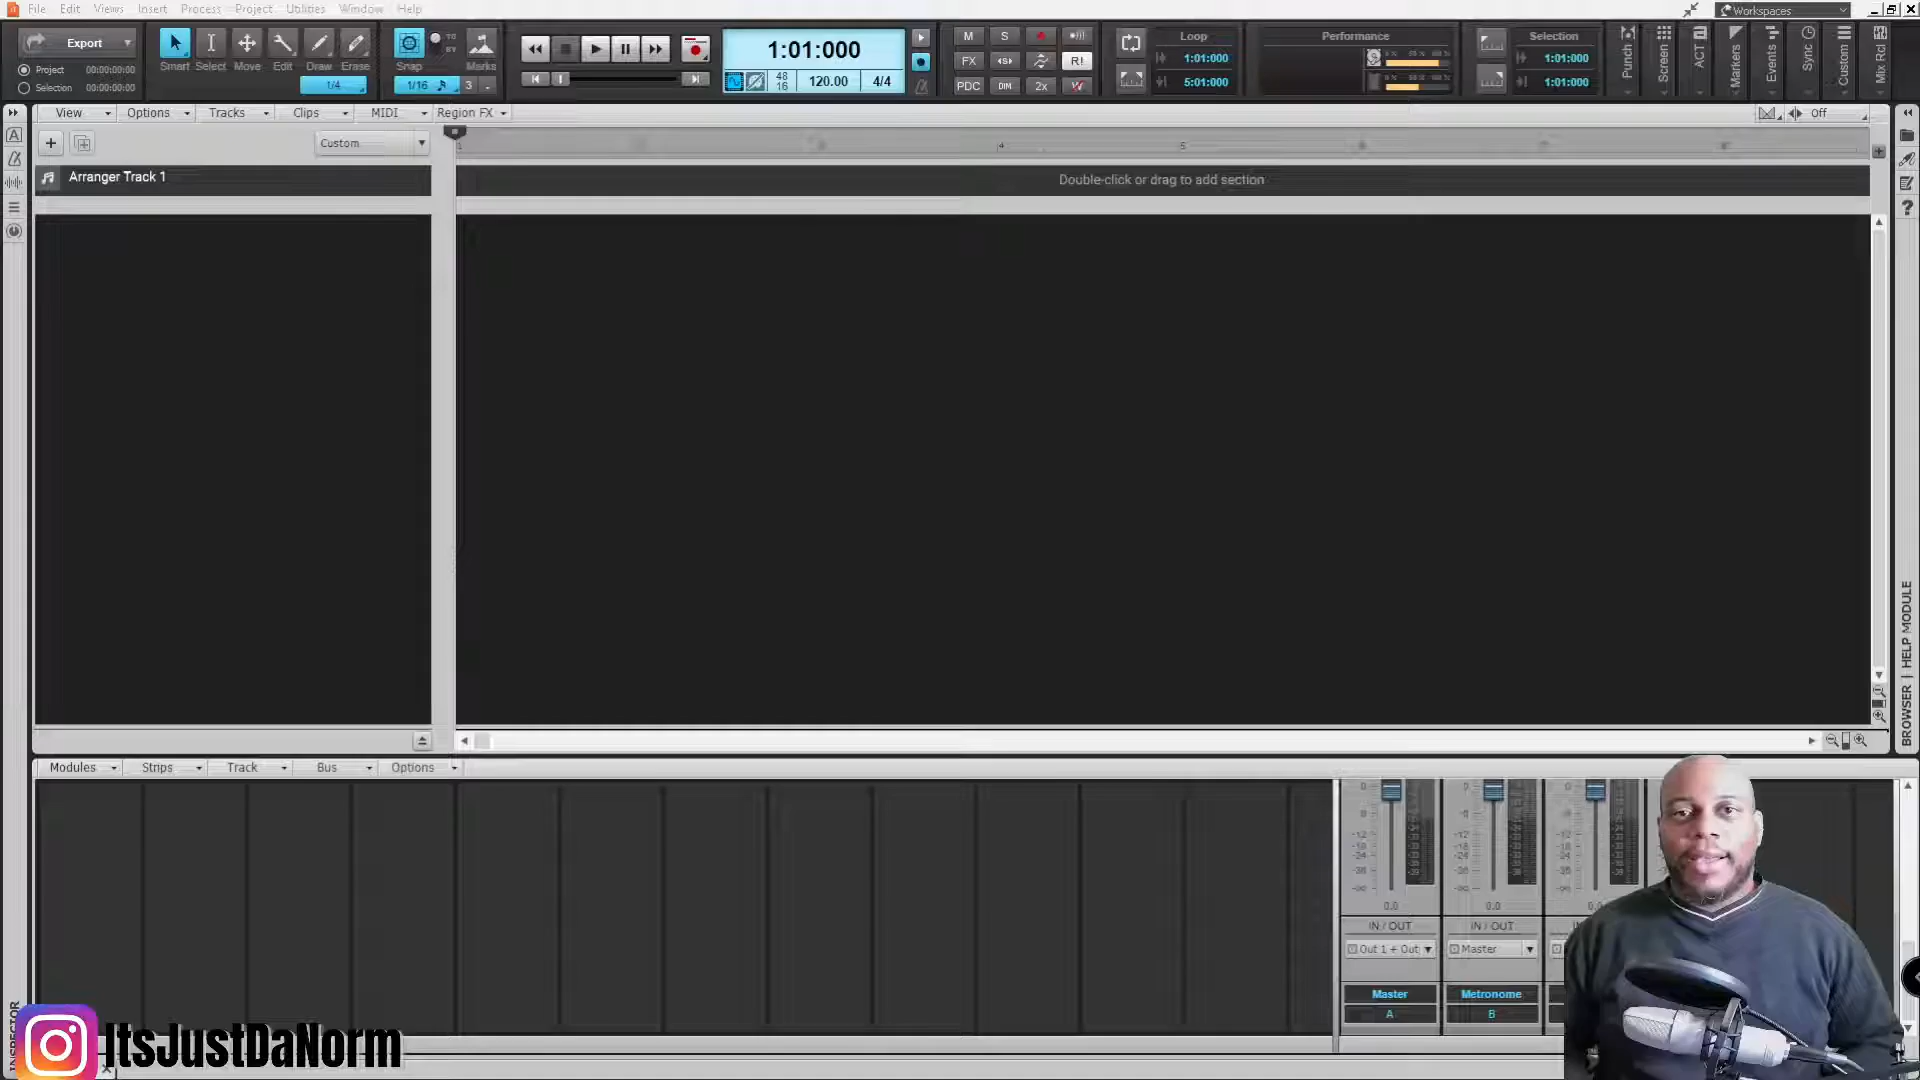 File Edit Views Insert Process Project Utilities Window Help
Workspaces
Export
Project 00:00:00:00
Selection 00:00:00:00
Smart Select Move Edit Draw Erase
1/4
Snap
TO
BY
Marks
1/16 3
1:01:000
48
16
120.00
4/4
M S
FX R!
PDC DIM 2x
Loop
1:01:000
5:01:000
Performance
Selection
1:01:000
1:01:000
Punch
Screen
ACT
Markers
Events
Sync
Custom
Mix Rcl
View Options Tracks Clips MIDI Region FX
Off
Custom
1 4 5
Arranger Track 1
Double-click or drag to add section
BROWSER | HELP MODULE
Modules Strips Track Bus Options
0.0 0.0
IN / OUT IN / OUT
Out 1 + Out Master
Master Metronome
A B
INSPECTOR
ItsJustDaNorm